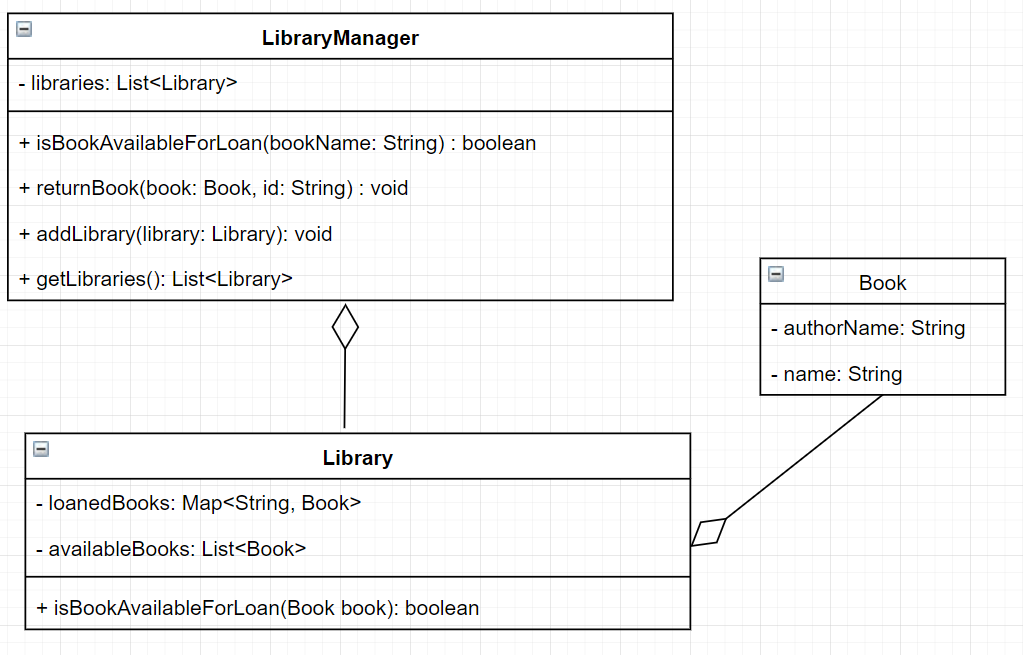 LibraryManager
- libraries: List<Library>
+ isBookAvailableForLoan(bookName: String) : boolean
+ returnBook(book: Book, id: String) : void
+ addLibrary(library: Library): void
+ getLibraries(): List<Library>
Book
- authorName: String
- name: String
Library
- loanedBooks: Map<String, Book>
- availableBooks: List<Book>
+ isBookAvailableForLoan(Book book): boolean